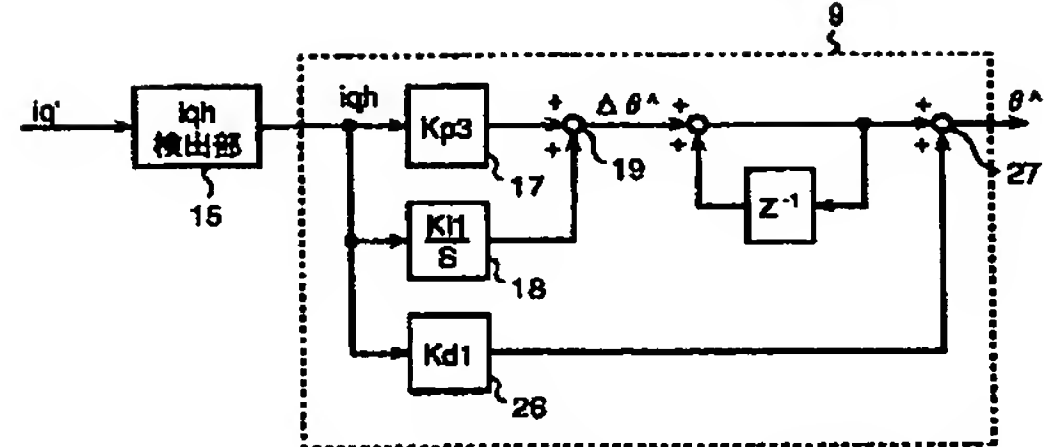 9
iq'
iqh
検出部
15
iqh
Kp3
17
+
+
Δθ^
19
+
+
Z⁻¹
+
+
θ^
27
Ki1
S
18
Kd1
26